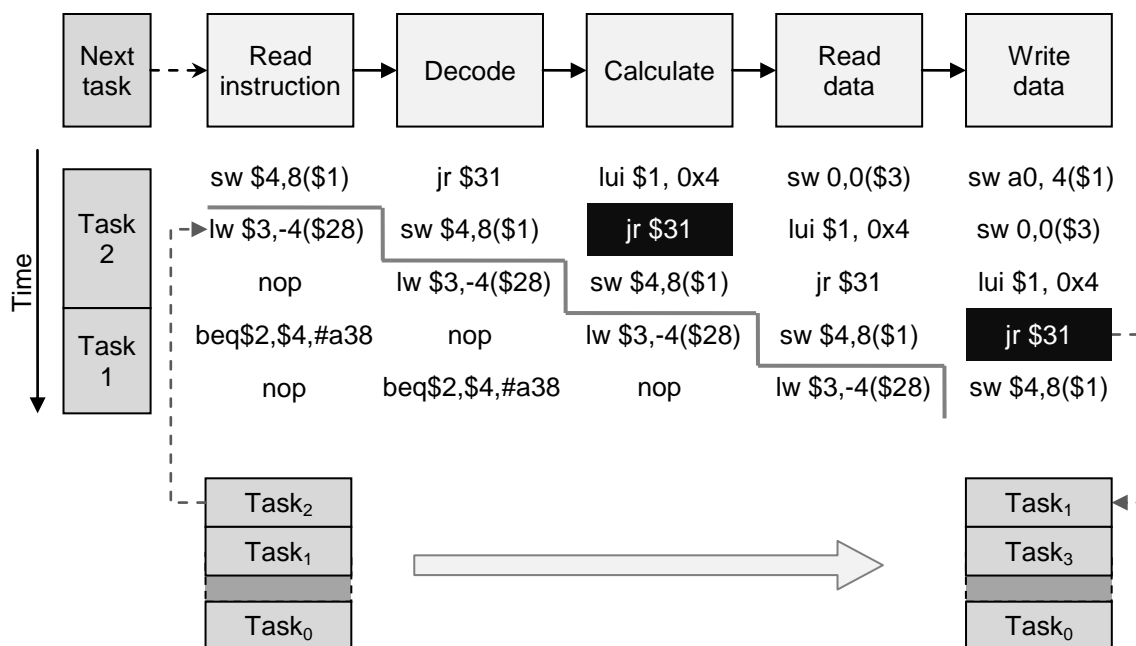 Next
task
Read
instruction
Decode
Calculate
Read
data
Write
data
Time
Task
2
Task
1
sw $4,8($1) jr $31 lui $1, 0x4 sw 0,0($3) sw a0, 4($1)
lw $3,-4($28) sw $4,8($1) jr $31 lui $1, 0x4 sw 0,0($3)
nop lw $3,-4($28) sw $4,8($1) jr $31 lui $1, 0x4
beq$2,$4,#a38 nop lw $3,-4($28) sw $4,8($1) jr $31
nop beq$2,$4,#a38 nop lw $3,-4($28) sw $4,8($1)
Task2
Task1
Task0
Task1
Task3
Task0